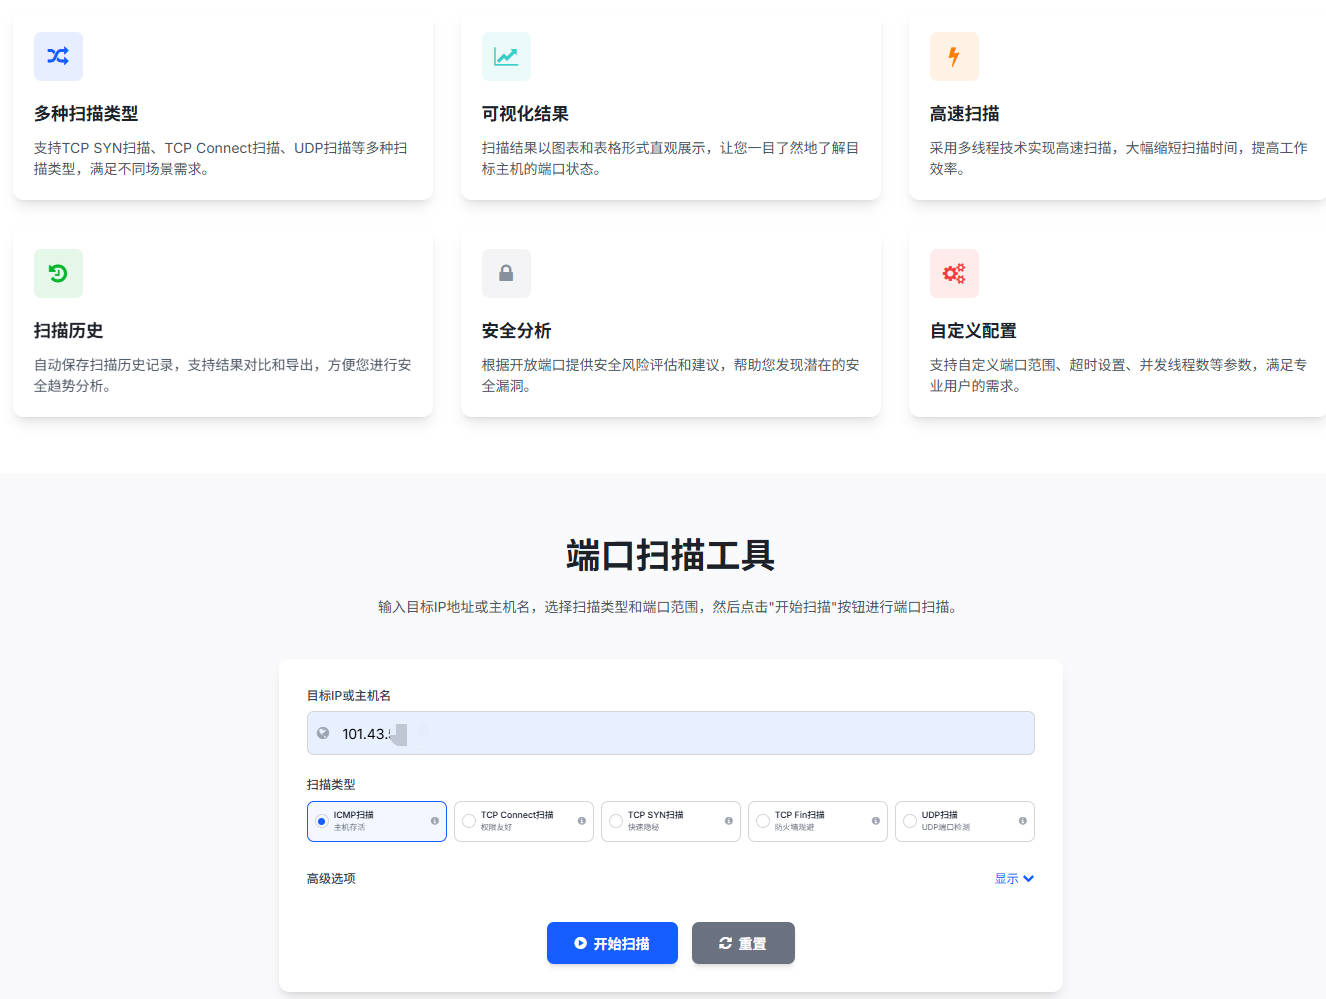 多种扫描类型
支持TCP SYN扫描、TCP Connect扫描、UDP扫描等多种扫
描类型，满足不同场景需求。
可视化结果
扫描结果以图表和表格形式直观展示，让您一目了然地了解目
标主机的端口状态。
高速扫描
采用多线程技术实现高速扫描，大幅缩短扫描时间，提高工作
效率。
扫描历史
自动保存扫描历史记录，支持结果对比和导出，方便您进行安
全趋势分析。
安全分析
根据开放端口提供安全风险评估和建议，帮助您发现潜在的安
全漏洞。
自定义配置
支持自定义端口范围、超时设置、并发线程数等参数，满足专
业用户的需求。
端口扫描工具
输入目标IP地址或主机名，选择扫描类型和端口范围，然后点击"开始扫描"按钮进行端口扫描。
目标IP或主机名
101.43.
扫描类型
ICMP扫描
主机存活
TCP Connect扫描
权限友好
TCP SYN扫描
快速隐秘
TCP Fin扫描
防火墙规避
UDP扫描
UDP端口检测
高级选项
显示
开始扫描
重置